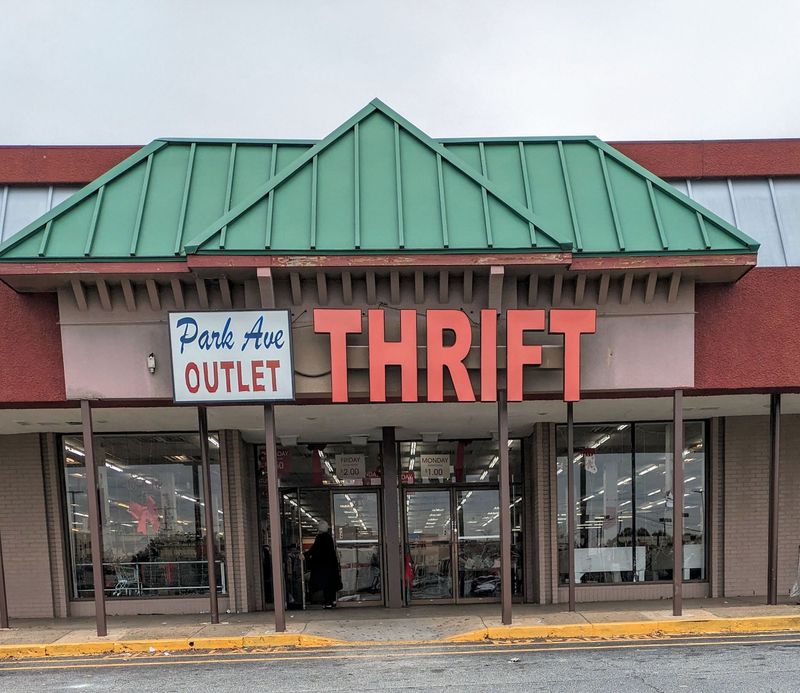 Park Ave
OUTLET
THRIFT
FRIDAY
2.00
MONDAY
$1.00